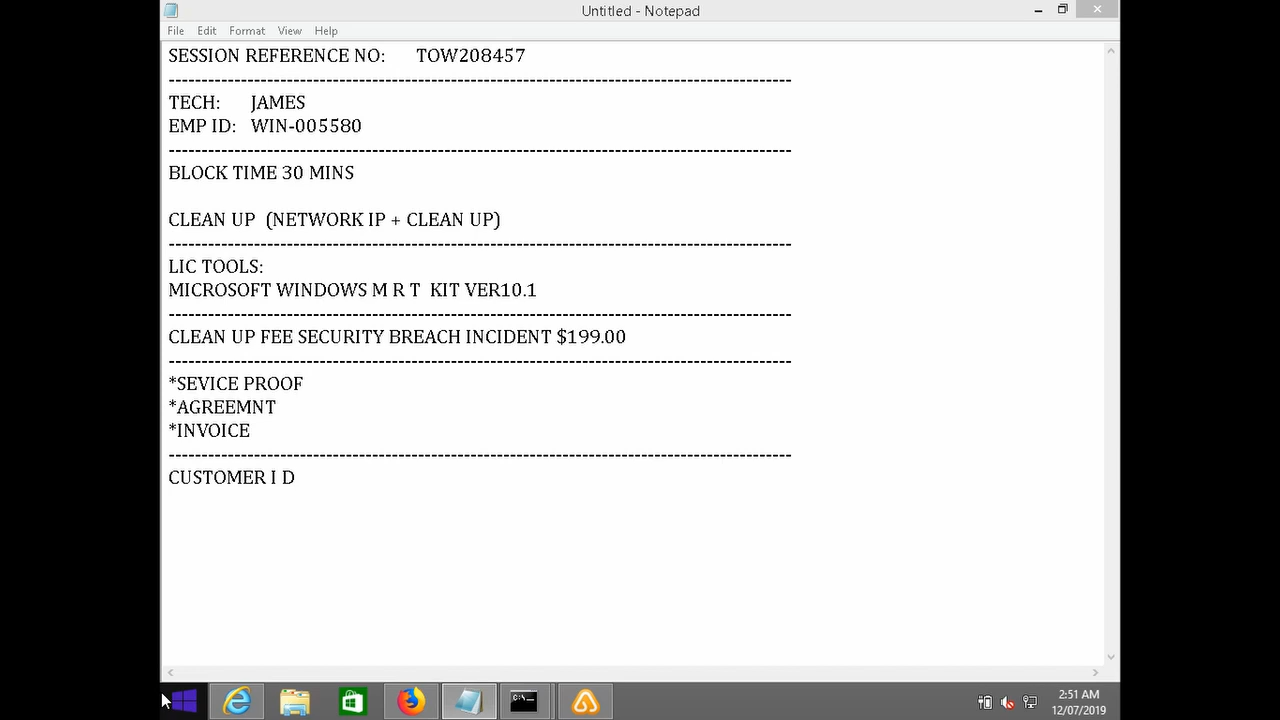 Untitled - Notepad
File Edit Format View Help
SESSION REFERENCE NO: TOW208457
--------------------------------------------------------------------------------
TECH: JAMES
EMP ID: WIN-005580
--------------------------------------------------------------------------------
BLOCK TIME 30 MINS
CLEAN UP (NETWORK IP + CLEAN UP)
--------------------------------------------------------------------------------
LIC TOOLS:
MICROSOFT WINDOWS M R T KIT VER10.1
--------------------------------------------------------------------------------
CLEAN UP FEE SECURITY BREACH INCIDENT $199.00
--------------------------------------------------------------------------------
*SEVICE PROOF
*AGREEMNT
*INVOICE
--------------------------------------------------------------------------------
CUSTOMER I D
2:51 AM
12/07/2019